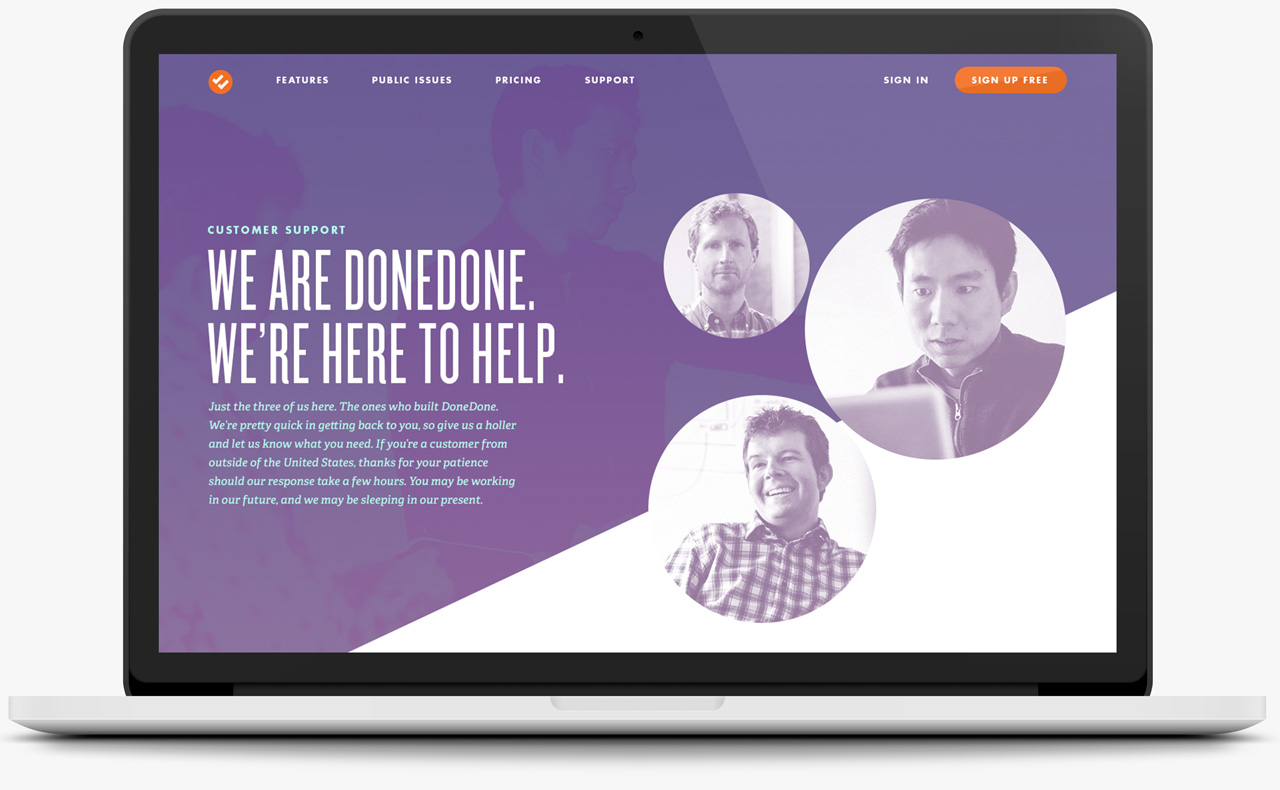 FEATURES
PUBLIC ISSUES
PRICING
SUPPORT
SIGN IN
SIGN UP FREE
CUSTOMER SUPPORT
WE ARE DONEDONE.
WE'RE HERE TO HELP.
Just the three of us here. The ones who built DoneDone.
We're pretty quick in getting back to you, so give us a holler
and let us know what you need. If you're a customer from
outside of the United States, thanks for your patience
should our response take a few hours. You may be working
in our future, and we may be sleeping in our present.